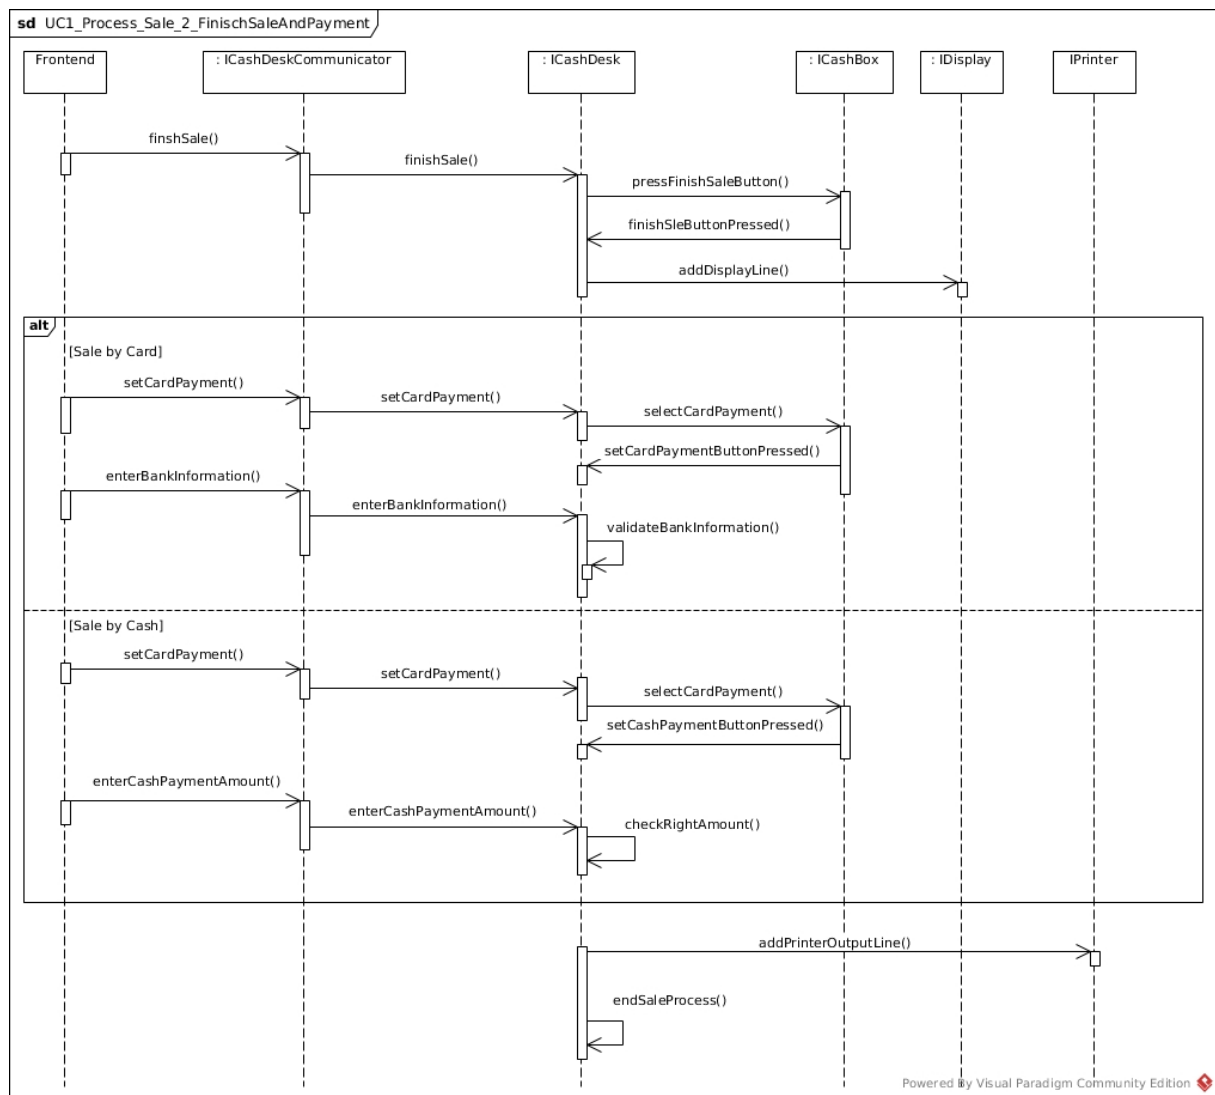 sd UC1_Process_Sale_2_FinischSaleAndPayment
Frontend
: ICashDeskCommunicator
: ICashDesk
: ICashBox
: IDisplay
IPrinter
finshSale()
finishSale()
pressFinishSaleButton()
finishSleButtonPressed()
addDisplayLine()
alt
[Sale by Card]
setCardPayment()
setCardPayment()
selectCardPayment()
setCardPaymentButtonPressed()
enterBankInformation()
enterBankInformation()
validateBankInformation()
[Sale by Cash]
setCardPayment()
setCardPayment()
selectCardPayment()
setCashPaymentButtonPressed()
enterCashPaymentAmount()
enterCashPaymentAmount()
checkRightAmount()
addPrinterOutputLine()
endSaleProcess()
Powered By Visual Paradigm Community Edition